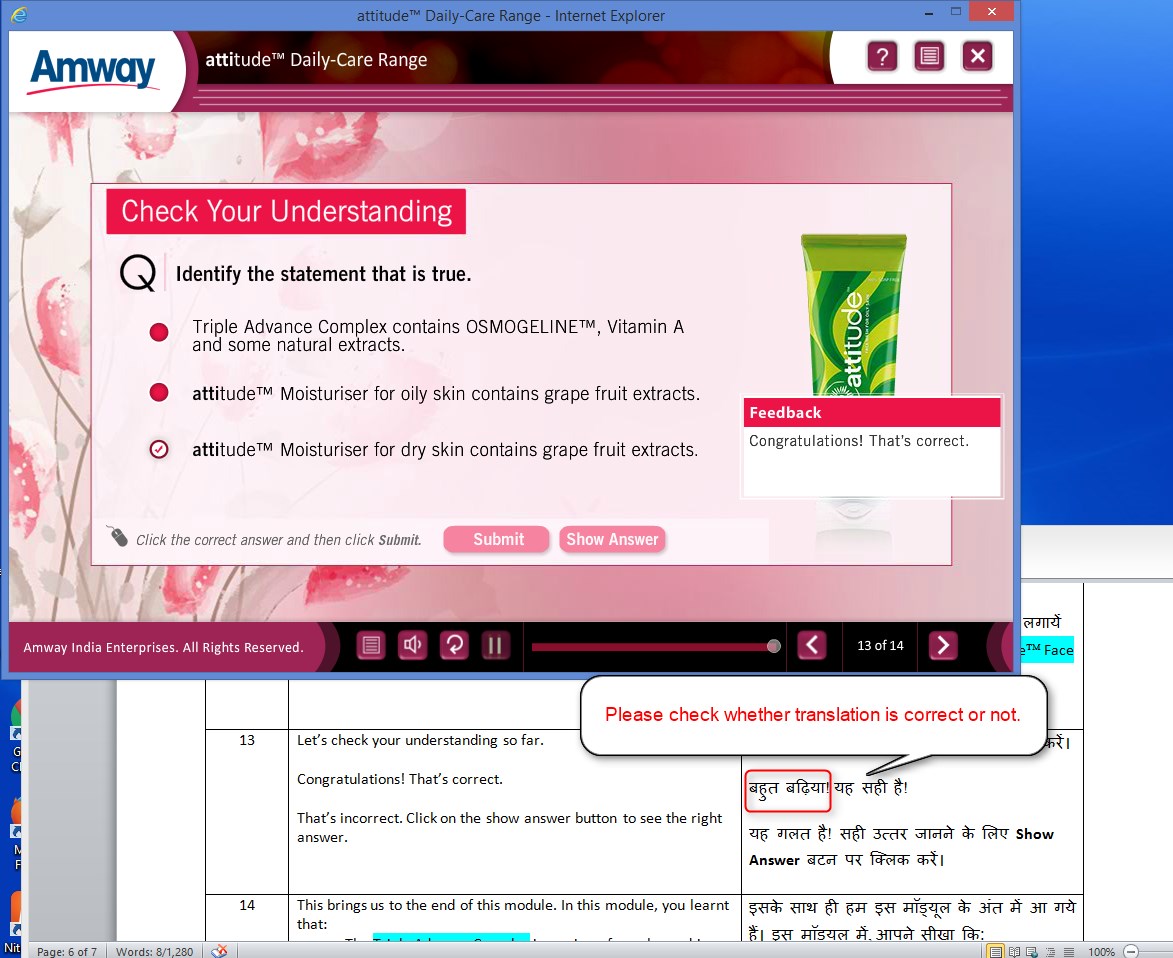 attitude™ Daily-Care Range - Internet Explorer
Amway
attitude™ Daily-Care Range
?
Check Your Understanding
Q Identify the statement that is true.
Triple Advance Complex contains OSMOGELINE™, Vitamin A
and some natural extracts.
attitude™ Moisturiser for oily skin contains grape fruit extracts.
attitude™ Moisturiser for dry skin contains grape fruit extracts.
attitude™
Feedback
Congratulations! That's correct.
Click the correct answer and then click Submit.
Submit
Show Answer
Amway India Enterprises. All Rights Reserved.
13 of 14
लगायें
e™ Face
Please check whether translation is correct or not.
13
Let's check your understanding so far.
Congratulations! That's correct.
That's incorrect. Click on the show answer button to see the right
answer.
करें।
बहुत बढ़िया! यह सही है!
यह गलत है! सही उत्तर जानने के लिए Show
Answer बटन पर क्लिक करें।
14
This brings us to the end of this module. In this module, you learnt
that:
इसके साथ ही हम इस मॉड्यूल के अंत में आ गये
हैं। इस मॉड्यूल में, आपने सीखा कि:
Nit
Page: 6 of 7
Words: 8/1,280
100%